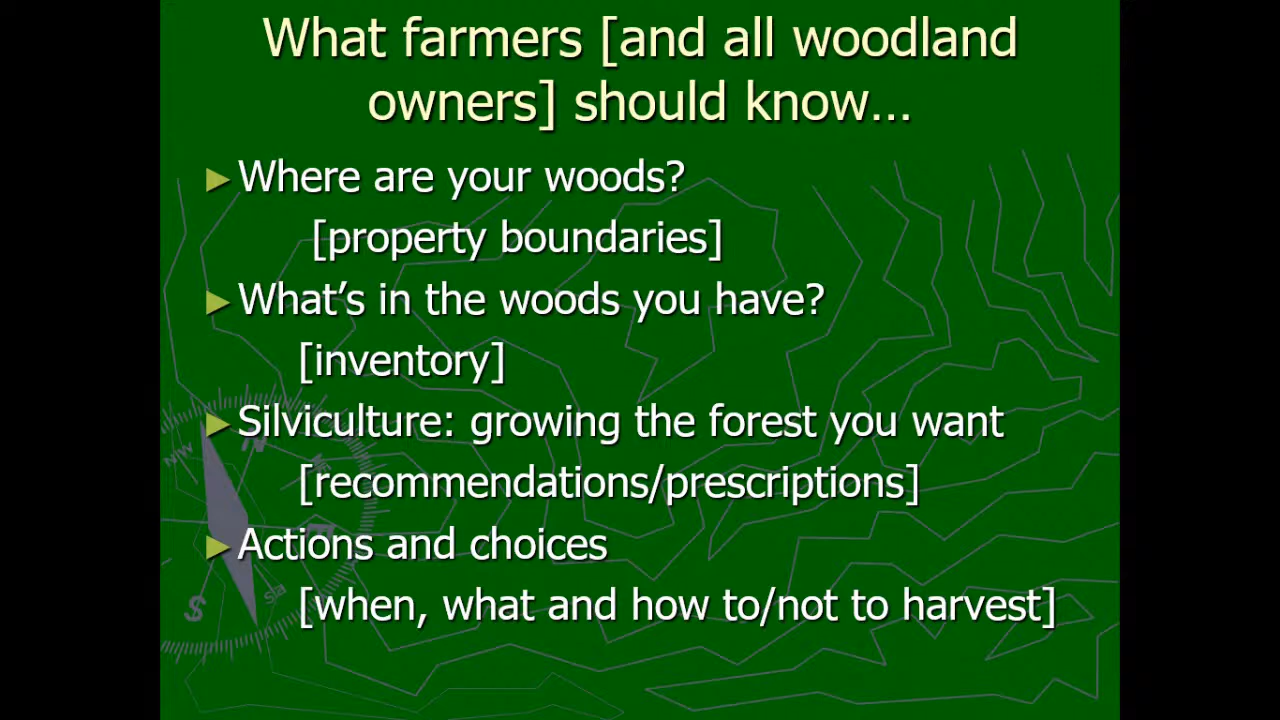 What farmers [and all woodland
owners] should know…
►Where are your woods?
[property boundaries]
►What's in the woods you have?
[inventory]
►Silviculture: growing the forest you want
[recommendations/prescriptions]
►Actions and choices
[when, what and how to/not to harvest]
NW
N
S
SE